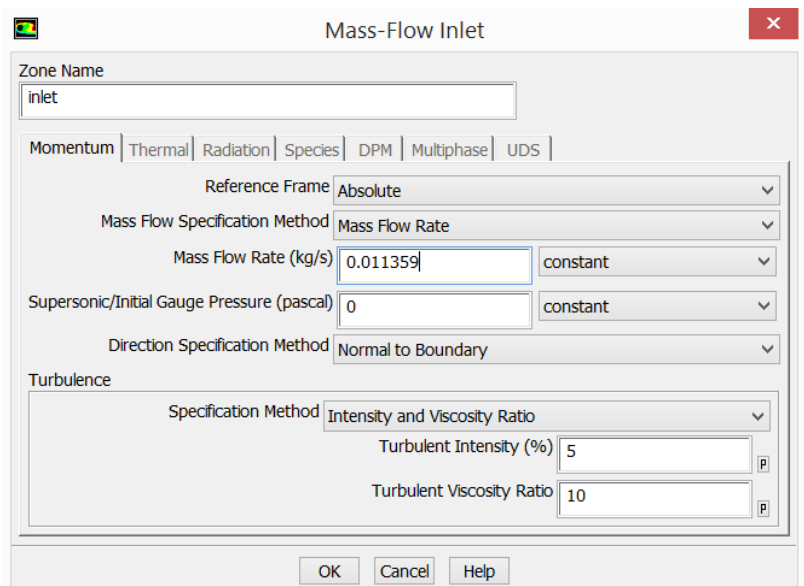 Mass-Flow Inlet
Zone Name
inlet
Momentum Thermal Radiation Species DPM Multiphase UDS
Reference Frame Absolute
Mass Flow Specification Method Mass Flow Rate
Mass Flow Rate (kg/s) 0.011359 constant
Supersonic/Initial Gauge Pressure (pascal) 0 constant
Direction Specification Method Normal to Boundary
Turbulence
Specification Method Intensity and Viscosity Ratio
Turbulent Intensity (%) 5 P
Turbulent Viscosity Ratio 10 P
OK Cancel Help